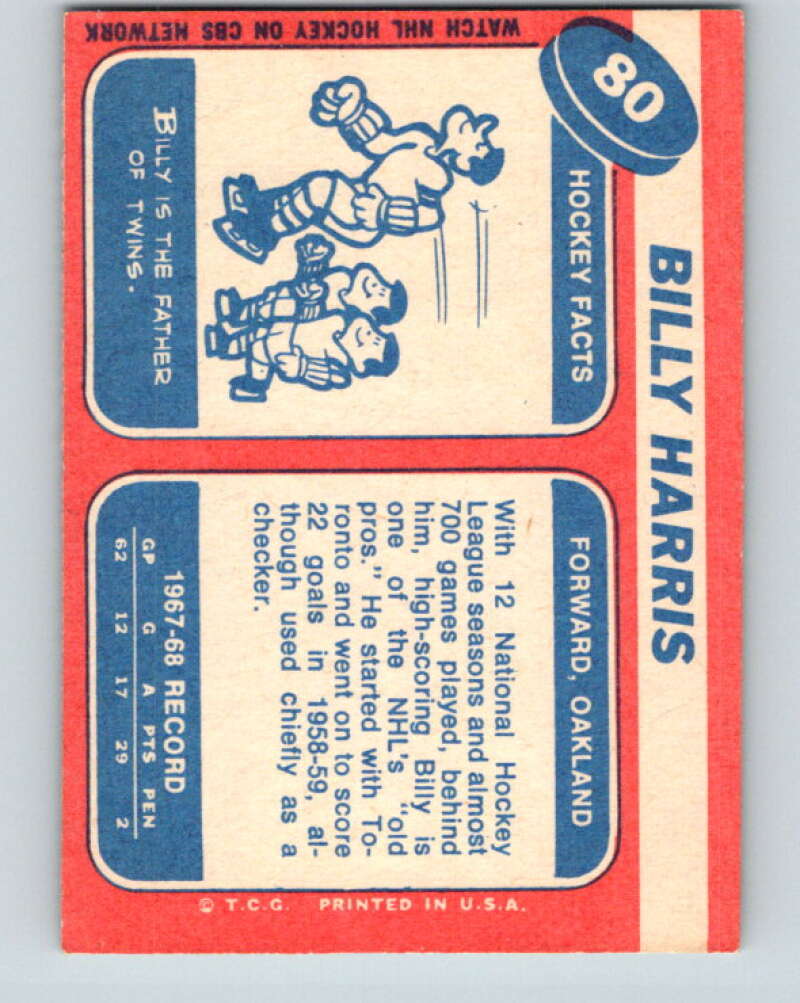 80
BILLY HARRIS
HOCKEY FACTS
BILLY IS THE FATHER
OF TWINS.
FORWARD, OAKLAND
With 12 National Hockey
League seasons and almost
700 games played, behind
him, high-scoring Billy is
one of the NHL's "old
pros." He started with To-
ronto and went on to score
22 goals in 1958-59, al-
though used chiefly as a
checker.
1967-68 RECORD
GP G A PTS PEN
62 12 17 29 2
WATCH NHL HOCKEY ON CBS NETWORK
© T.C.G. PRINTED IN U.S.A.